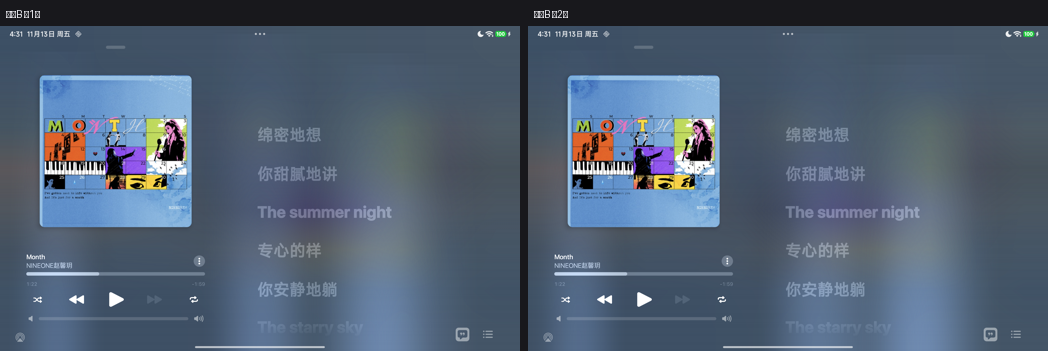 4:31 11月13日 周五
100
MONTH
绵密地想
你甜腻地讲
The summer night
专心的样
你安静地躺
The starry sky
Month
NINEONE赵馨玥
4:31 11月13日 周五
100
MONTH
绵密地想
你甜腻地讲
The summer night
专心的样
你安静地躺
The starry sky
Month
NINEONE赵馨玥